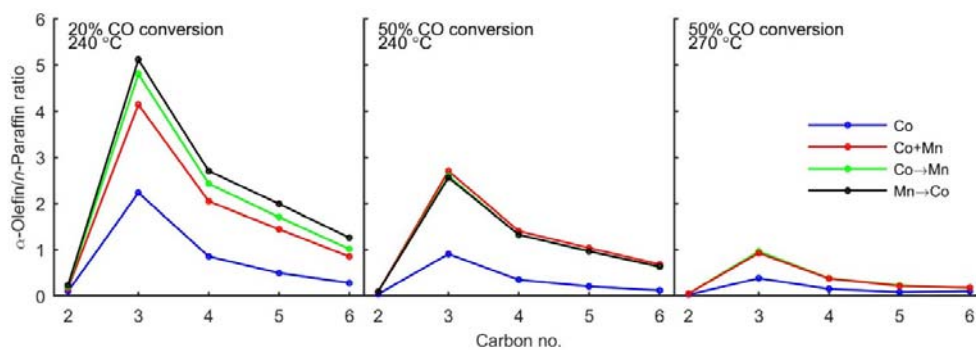 20% CO conversion
240 °C
50% CO conversion
240 °C
50% CO conversion
270 °C
α-Olefin/n-Paraffin ratio
6
5
4
3
2
1
0
Co
Co+Mn
Co→Mn
Mn→Co
2 3 4 5 6
2 3 4 5 6
2 3 4 5 6
Carbon no.